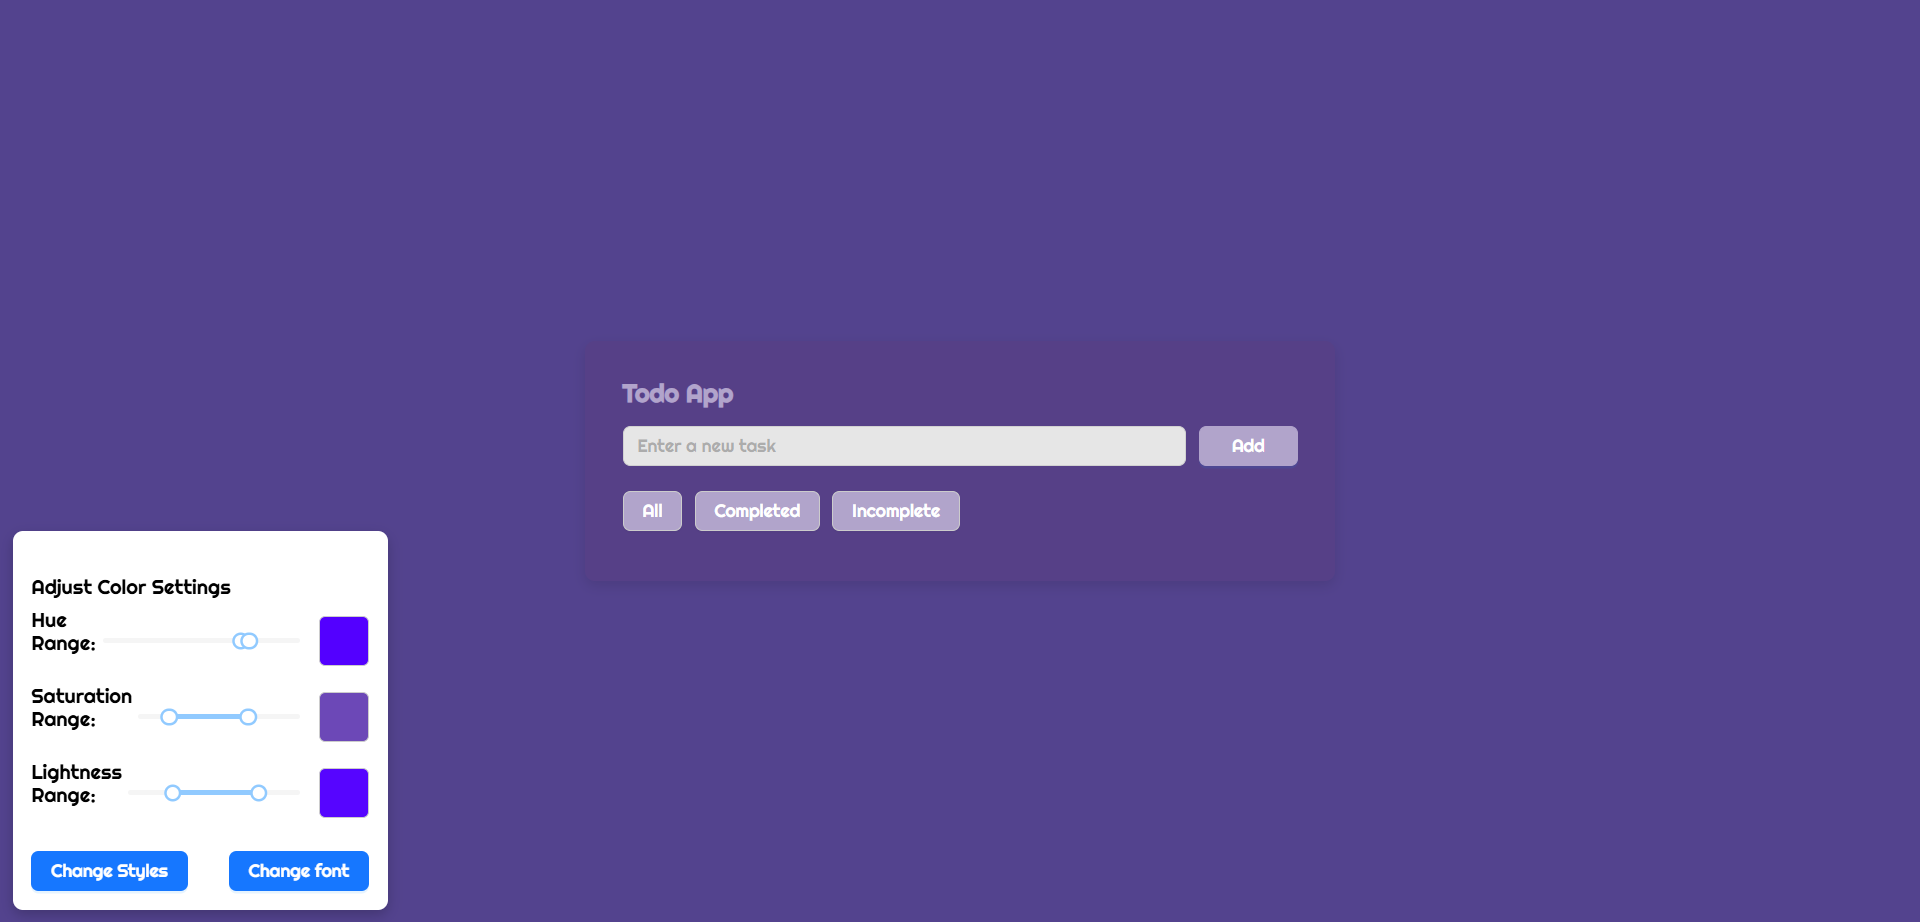 Todo App
Enter a new task
Add
All Completed Incomplete
Adjust Color Settings
Hue
Range:
Saturation
Range:
Lightness
Range:
Change Styles Change font